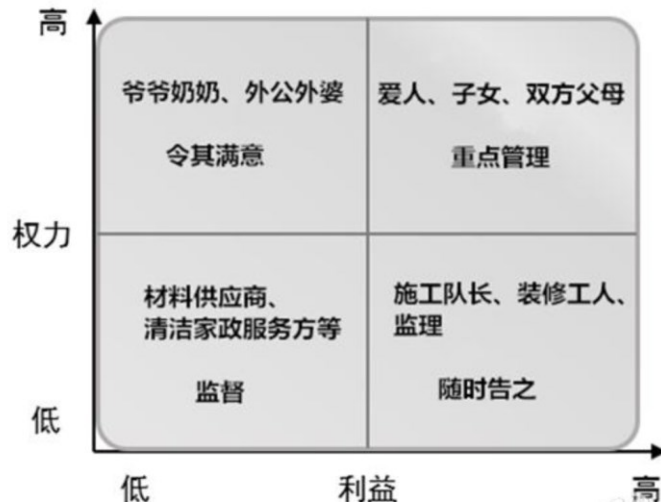 高
爷爷奶奶、外公外婆
令其满意
爱人、子女、双方父母
重点管理
权力
材料供应商、
清洁家政服务方等
监督
施工队长、装修工人、
监理
随时告之
低
低
利益
高